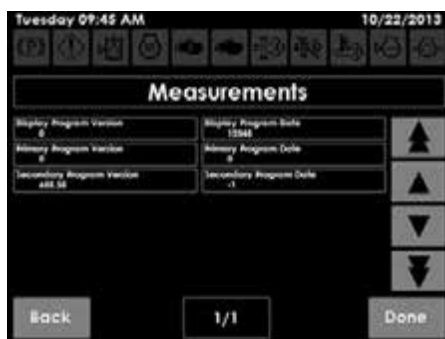 Tuesday 09:45 AM 10/22/2013
Measurements
Display Program Version Display Program Date
0
Primary Program Version Primary Program Date
0 0
Secondary Program Version Secondary Program Date
-1
Back 1/1 Done